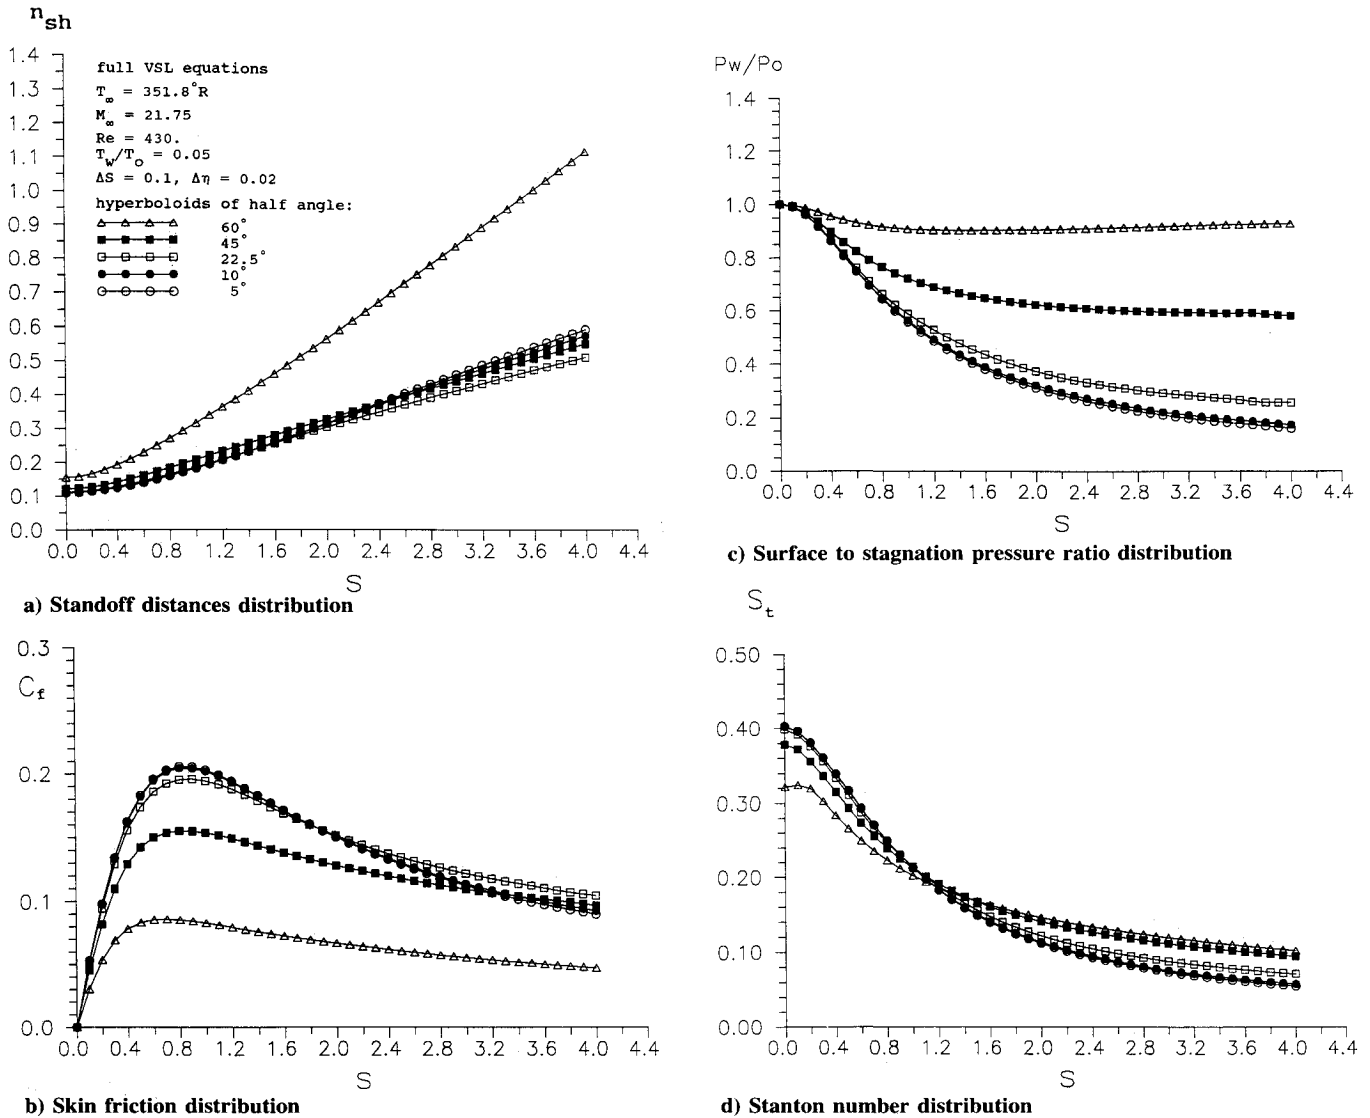 n_sh
1.4
1.3
1.2
1.1
1.0
0.9
0.8
0.7
0.6
0.5
0.4
0.3
0.2
0.1
0.0
full VSL equations
T_∞ = 351.8°R
M_∞ = 21.75
Re = 430.
T_w/T_o = 0.05
ΔS = 0.1, Δη = 0.02
hyperboloids of half angle:
60°
45°
22.5°
10°
5°
0.0 0.4 0.8 1.2 1.6 2.0 2.4 2.8 3.2 3.6 4.0 4.4
S
a) Standoff distances distribution
Pw/Po
1.4
1.2
1.0
0.8
0.6
0.4
0.2
0.0
0.0 0.4 0.8 1.2 1.6 2.0 2.4 2.8 3.2 3.6 4.0 4.4
S
c) Surface to stagnation pressure ratio distribution
0.3
C_f
0.2
0.1
0.0
0.0 0.4 0.8 1.2 1.6 2.0 2.4 2.8 3.2 3.6 4.0 4.4
S
b) Skin friction distribution
S_t
0.50
0.40
0.30
0.20
0.10
0.00
0.0 0.4 0.8 1.2 1.6 2.0 2.4 2.8 3.2 3.6 4.0 4.4
S
d) Stanton number distribution